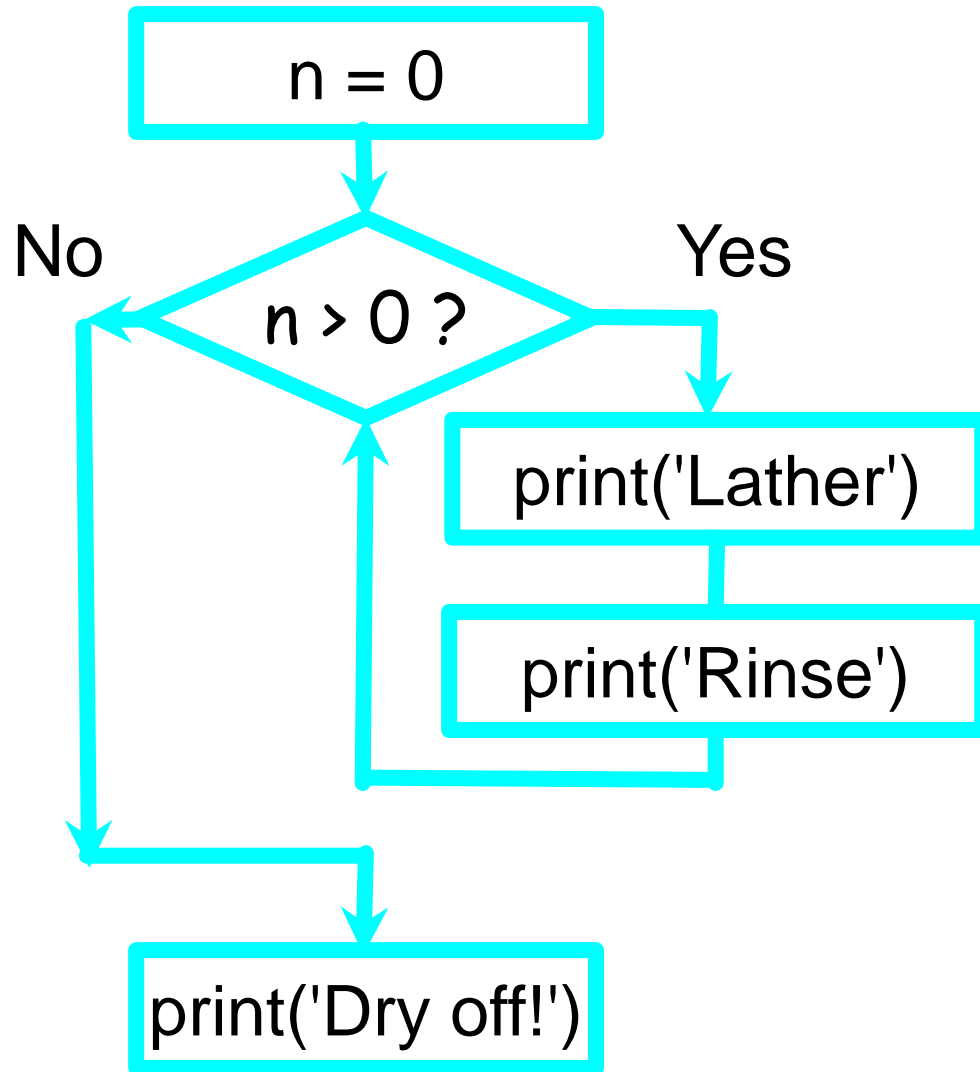 n = 0
No
Yes
n > 0 ?
print('Lather')
print('Rinse')
print('Dry off!')